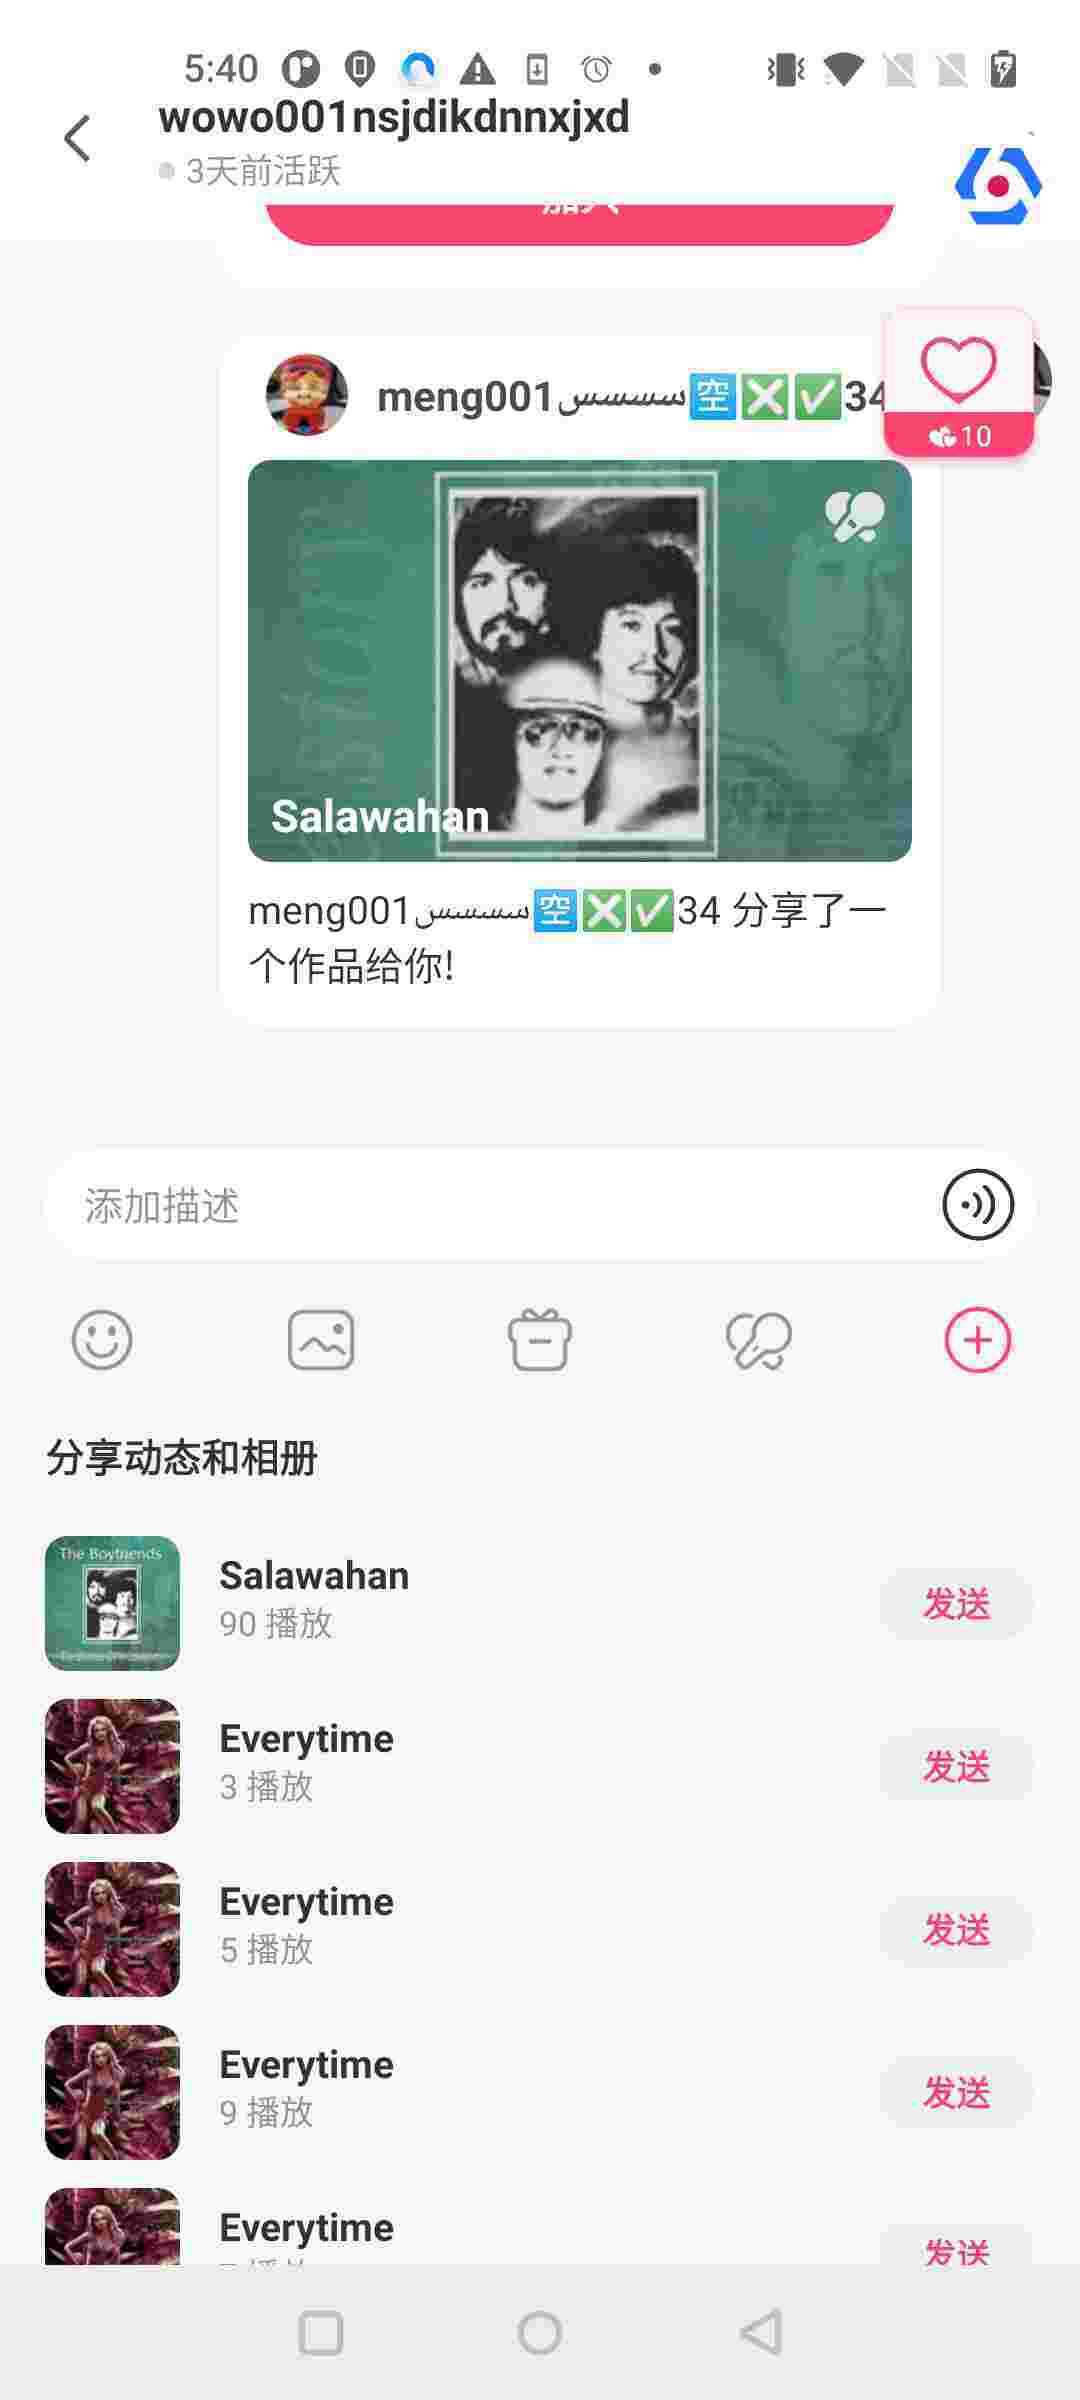 5:40
wowo001nsjdikdnnxjxd
3天前活跃
meng001سسسس🈳❎✅34
10
Salawahan
meng001سسسس🈳❎✅34 分享了一
个作品给你!
添加描述
分享动态和相册
The Boyfriends
Salawahan
90 播放
发送
Everytime
3 播放
发送
Everytime
5 播放
发送
Everytime
9 播放
发送
Everytime
发送